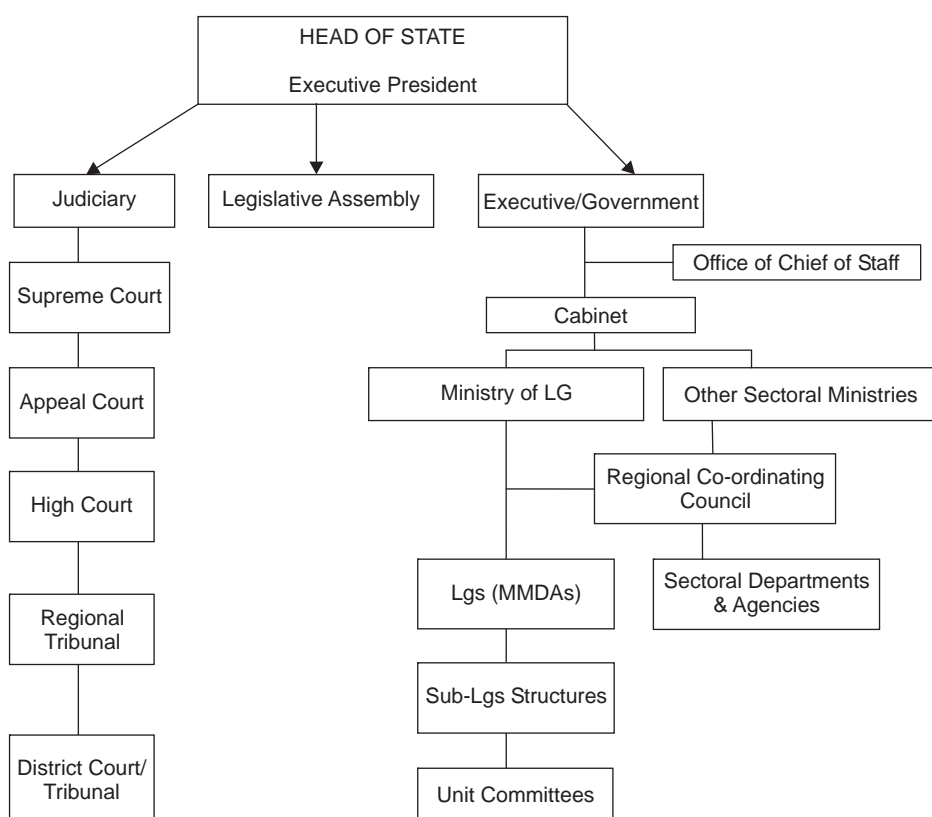 HEAD OF STATE
Executive President
Judiciary
Legislative Assembly
Executive/Government
Office of Chief of Staff
Supreme Court
Cabinet
Appeal Court
Ministry of LG
Other Sectoral Ministries
High Court
Regional Co-ordinating
Council
Lgs (MMDAs)
Sectoral Departments
& Agencies
Regional
Tribunal
Sub-Lgs Structures
District Court/
Tribunal
Unit Committees